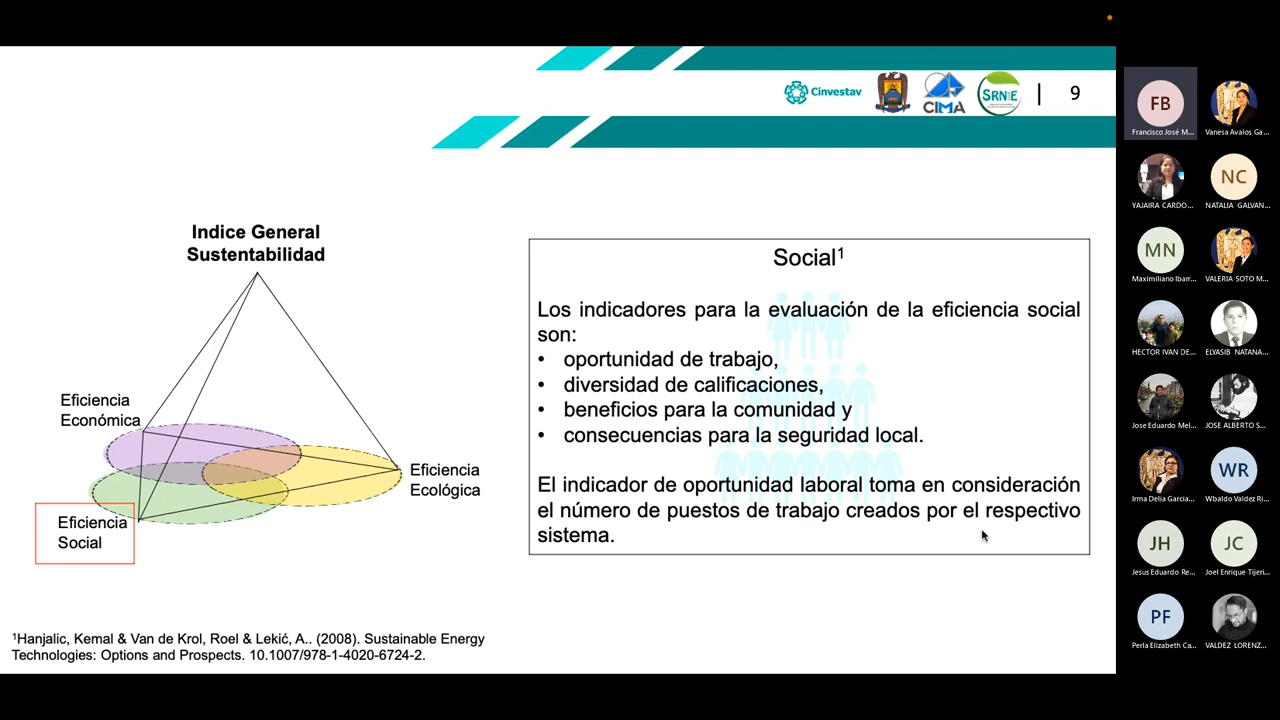 Cinvestav
CIMA
SRNyE
9
Indice General
Sustentabilidad
Eficiencia
Económica
Eficiencia
Ecológica
Eficiencia
Social
Social¹
Los indicadores para la evaluación de la eficiencia social
son:
• oportunidad de trabajo,
• diversidad de calificaciones,
• beneficios para la comunidad y
• consecuencias para la seguridad local.
El indicador de oportunidad laboral toma en consideración
el número de puestos de trabajo creados por el respectivo
sistema.
¹Hanjalic, Kemal & Van de Krol, Roel & Lekić, A.. (2008). Sustainable Energy
Technologies: Options and Prospects. 10.1007/978-1-4020-6724-2.
FB
Francisco José M...
Vanesa Avalos Ga...
YAJAIRA CARDO...
NC
NATALIA GALVAN...
MN
Maximiliano Ibarr...
VALERIA SOTO M...
HECTOR IVAN DE...
ELYASIB NATANA...
Jose Eduardo Mel...
JOSE ALBERTO S...
Irma Delia Garcia...
WR
Wbaldo Valdez Ri...
JH
Jesus Eduardo Re...
JC
Joel Enrique Tijeri...
PF
Perla Elizabeth Ca...
VALDEZ LORENZ...